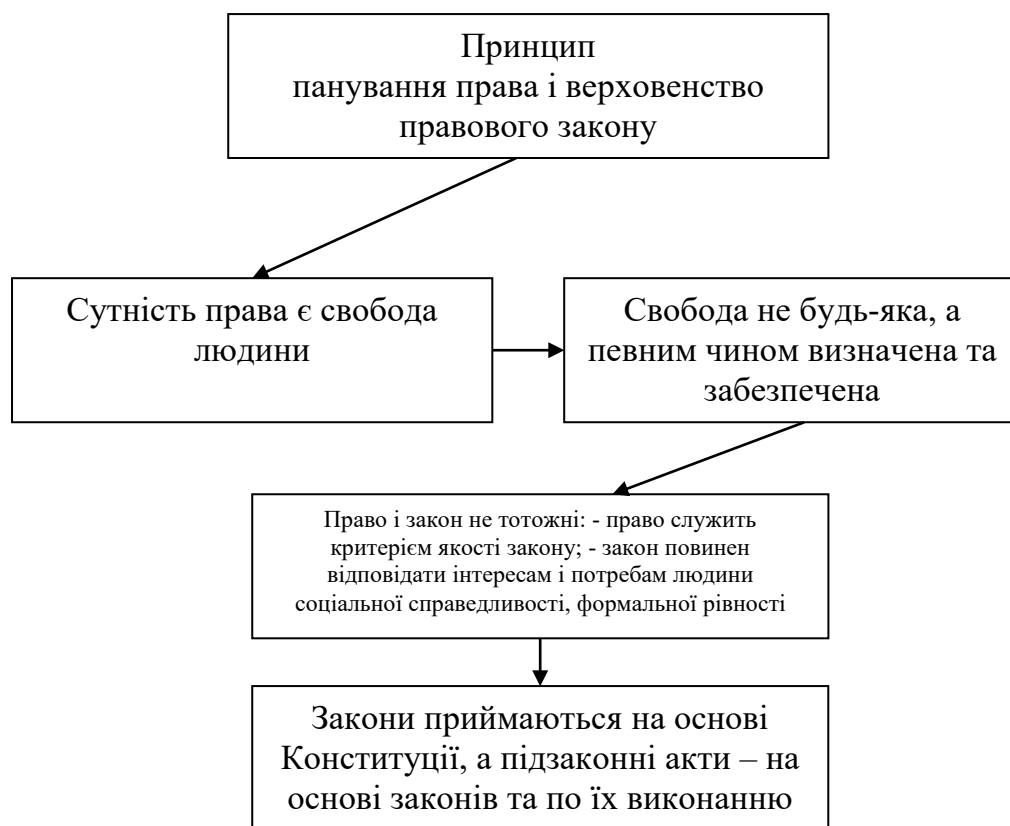 Принцип
панування права і верховенство
правового закону
Сутність права є свобода
людини
Свобода не будь-яка, а
певним чином визначена та
забезпечена
Право і закон не тотожні: - право служить
критерієм якості закону; - закон повинен
відповідати інтересам і потребам людини
соціальної справедливості, формальної рівності
Закони приймаються на основі
Конституції, а підзаконні акти – на
основі законів та по їх виконанню